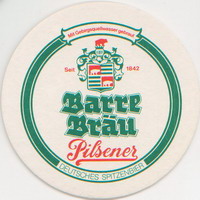 Mit Gebirgsquellwasser gebraut
Seit 1842
Barre
Bräu
Pilsener
DEUTSCHES SPITZENBIER